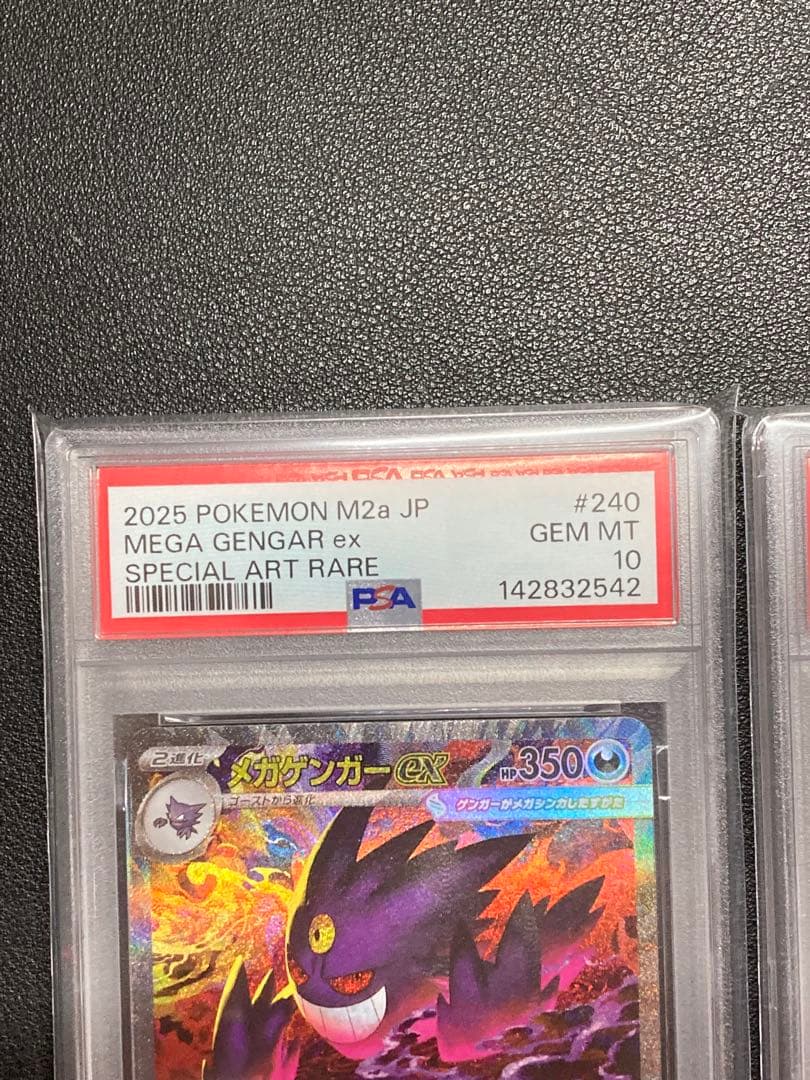 2025 POKEMON M2a JP
#240
MEGA GENGAR ex
GEM MT
SPECIAL ART RARE
10
PSA
142832542
2進化
メガゲンガーex
HP350
ゴーストから進化
ゲンガーがメガシンカしたすがた